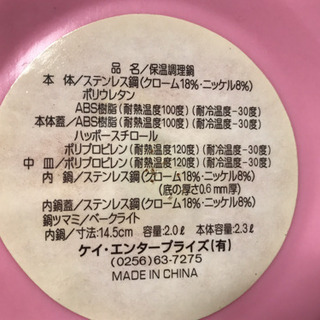 品 名／保温調理鍋
本 体／ステンレス鋼(クローム18%·ニッケル8%)
ポリウレタン
ABS樹脂(耐熱温度100度)(耐冷温度-30度)
本体蓋／ABS樹脂(耐熱温度100度)(耐冷温度-30度)
ハッポースチロール
ポリプロピレン(耐熱温度120度)(耐冷温度-30度)
中 皿／ポリプロピレン(耐熱温度120度)(耐冷温度-30度)
内 鍋／ステンレス鋼(クローム18%·ニッケル8%)
(底の厚さ0.6mm厚)
内鍋蓋／ステンレス鋼(クローム18%·ニッケル8%)
鍋ツマミ／ベークライト
内鍋／寸法:14.5cm 容量:2.0ℓ 本体容量:2.3ℓ
ケイ·エンタープライズ(有)
(0256)63-7275
MADE IN CHINA